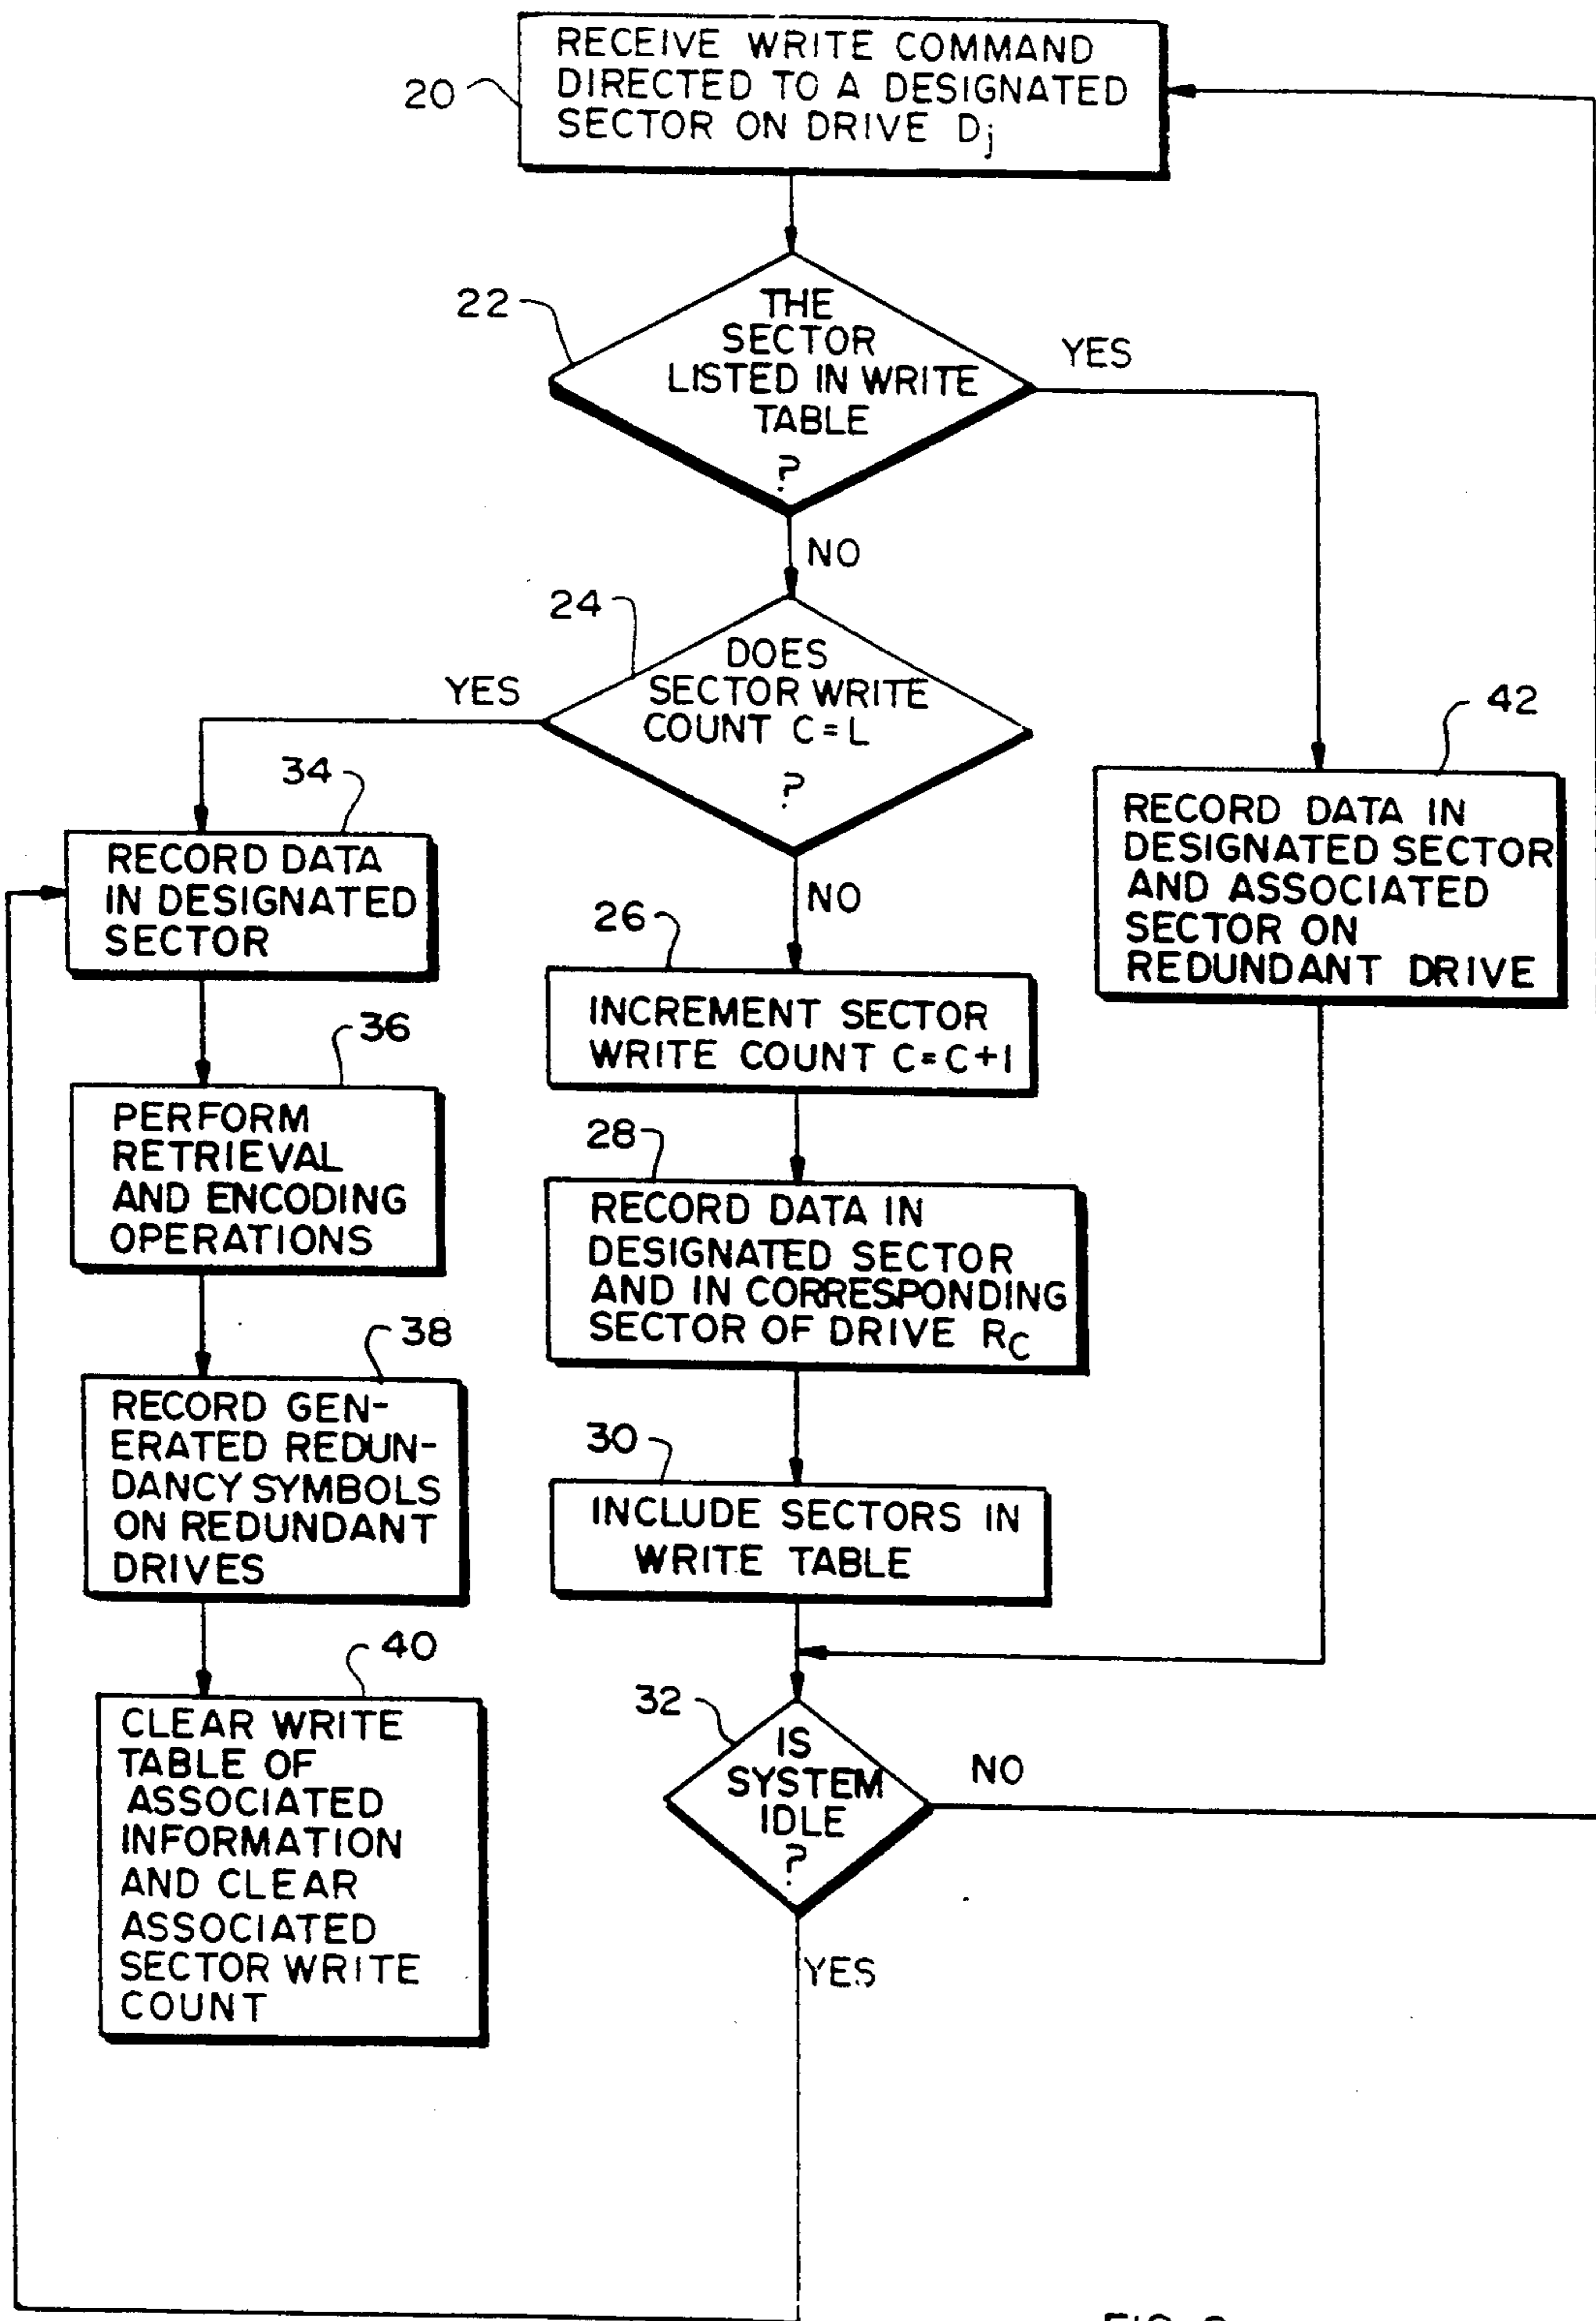 RECEIVE WRITE COMMAND
DIRECTED TO A DESIGNATED
SECTOR ON DRIVE Dj
20
22
THE
SECTOR
LISTED IN WRITE
TABLE
?
YES
NO
24
DOES
SECTOR WRITE
COUNT C=L
?
YES
NO
42
RECORD DATA IN
DESIGNATED SECTOR
AND ASSOCIATED
SECTOR ON
REDUNDANT DRIVE
34
RECORD DATA
IN DESIGNATED
SECTOR
26
INCREMENT SECTOR
WRITE COUNT C=C+1
36
PERFORM
RETRIEVAL
AND ENCODING
OPERATIONS
28
RECORD DATA IN
DESIGNATED SECTOR
AND IN CORRESPONDING
SECTOR OF DRIVE RC
38
RECORD GEN-
ERATED REDUN-
DANCY SYMBOLS
ON REDUNDANT
DRIVES
30
INCLUDE SECTORS IN
WRITE TABLE
40
CLEAR WRITE
TABLE OF
ASSOCIATED
INFORMATION
AND CLEAR
ASSOCIATED
SECTOR WRITE
COUNT
32
IS
SYSTEM
IDLE
?
NO
YES